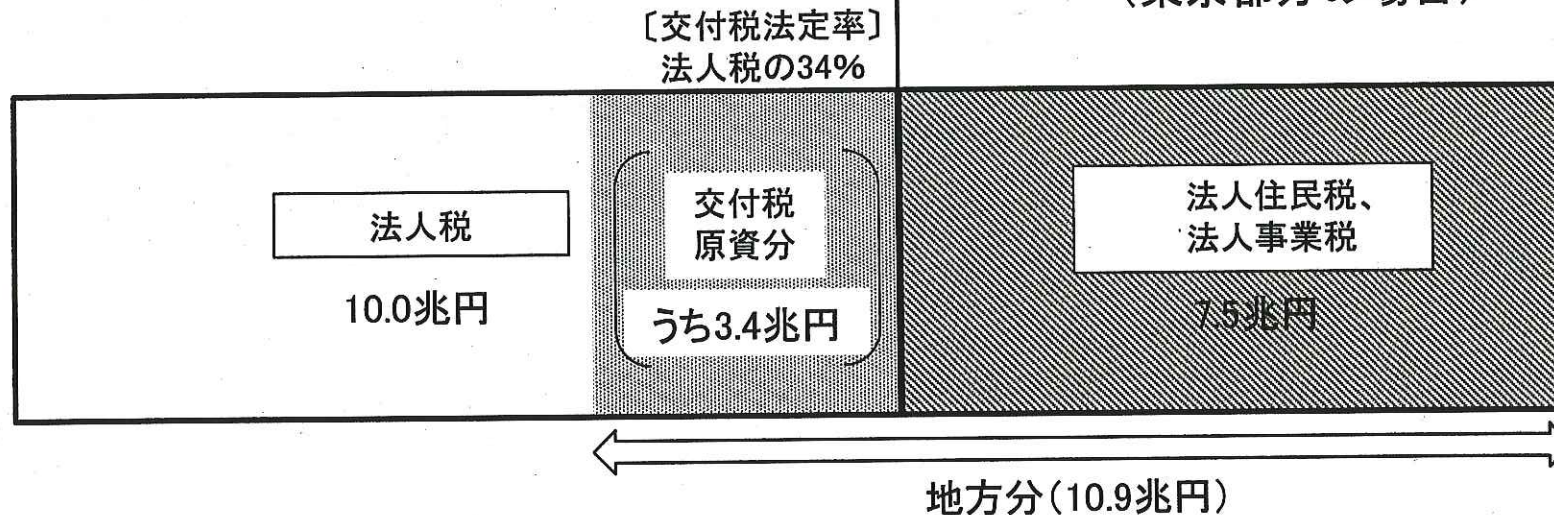 〔交付税法定率〕
法人税の34%
法人税
10.0兆円
交付税
原資分
うち3.4兆円
法人住民税、
法人事業税
7.5兆円
地方分(10.9兆円)